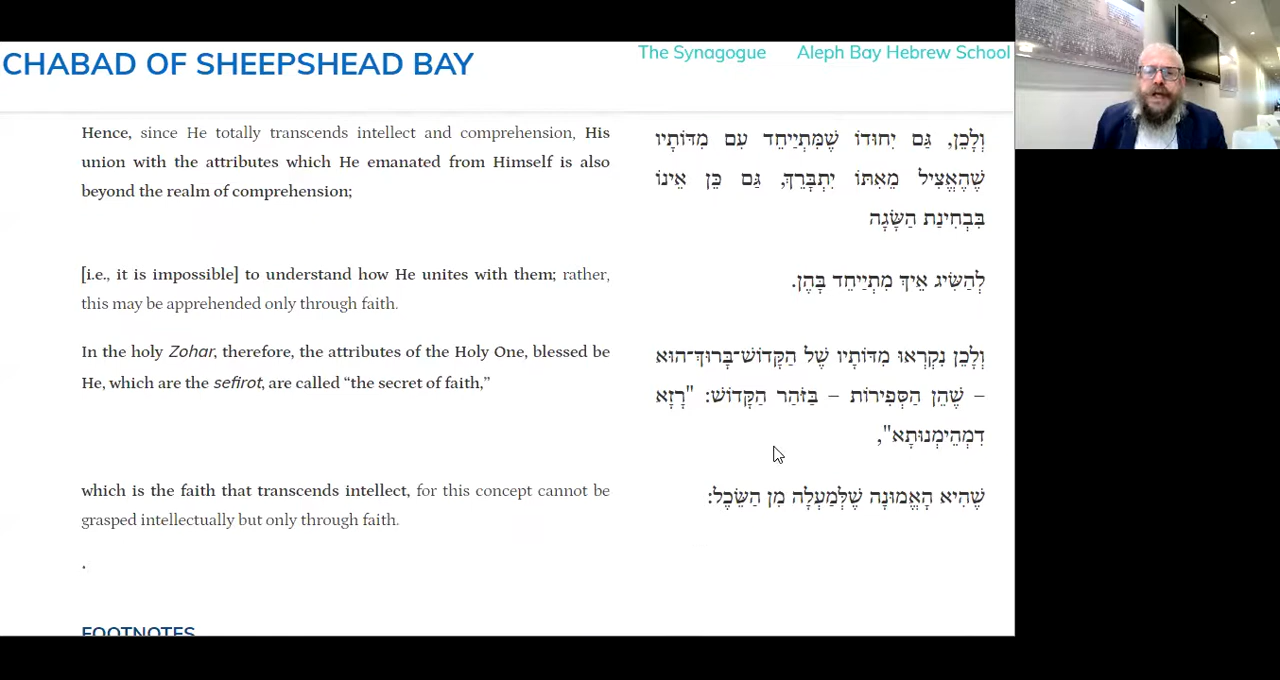 CHABAD OF SHEEPSHEAD BAY
The Synagogue Aleph Bay Hebrew School
Hence, since He totally transcends intellect and comprehension, His
union with the attributes which He emanated from Himself is also
beyond the realm of comprehension;
וְלָכֵן, גַּם יִחוּדוֹ שֶׁמִּתְיַיחֵד עִם מִדּוֹתָיו
שֶׁהֶאֱצִיל מֵאִתּוֹ יִתְבָּרֵךְ, גַּם כֵּן אֵינוֹ
בִּבְחִינַת הַשָּׂגָה
[i.e., it is impossible] to understand how He unites with them; rather,
this may be apprehended only through faith.
לְהַשִּׂיג אֵיךְ מִתְיַיחֵד בָּהֶן.
In the holy Zohar, therefore, the attributes of the Holy One, blessed be
He, which are the sefirot, are called “the secret of faith,”
וְלָכֵן נִקְרְאוּ מִדּוֹתָיו שֶׁל הַקָּדוֹשׁ־בָּרוּךְ־הוּא
– שֶׁהֵן הַסְּפִירוֹת – בַּזֹּהַר הַקָּדוֹשׁ: "רָזָא
דִמְהֵימְנוּתָא",
which is the faith that transcends intellect, for this concept cannot be
grasped intellectually but only through faith.
שֶׁהִיא הָאֱמוּנָה שֶׁלְּמַעְלָה מִן הַשֵּׂכֶל:
.
FOOTNOTES